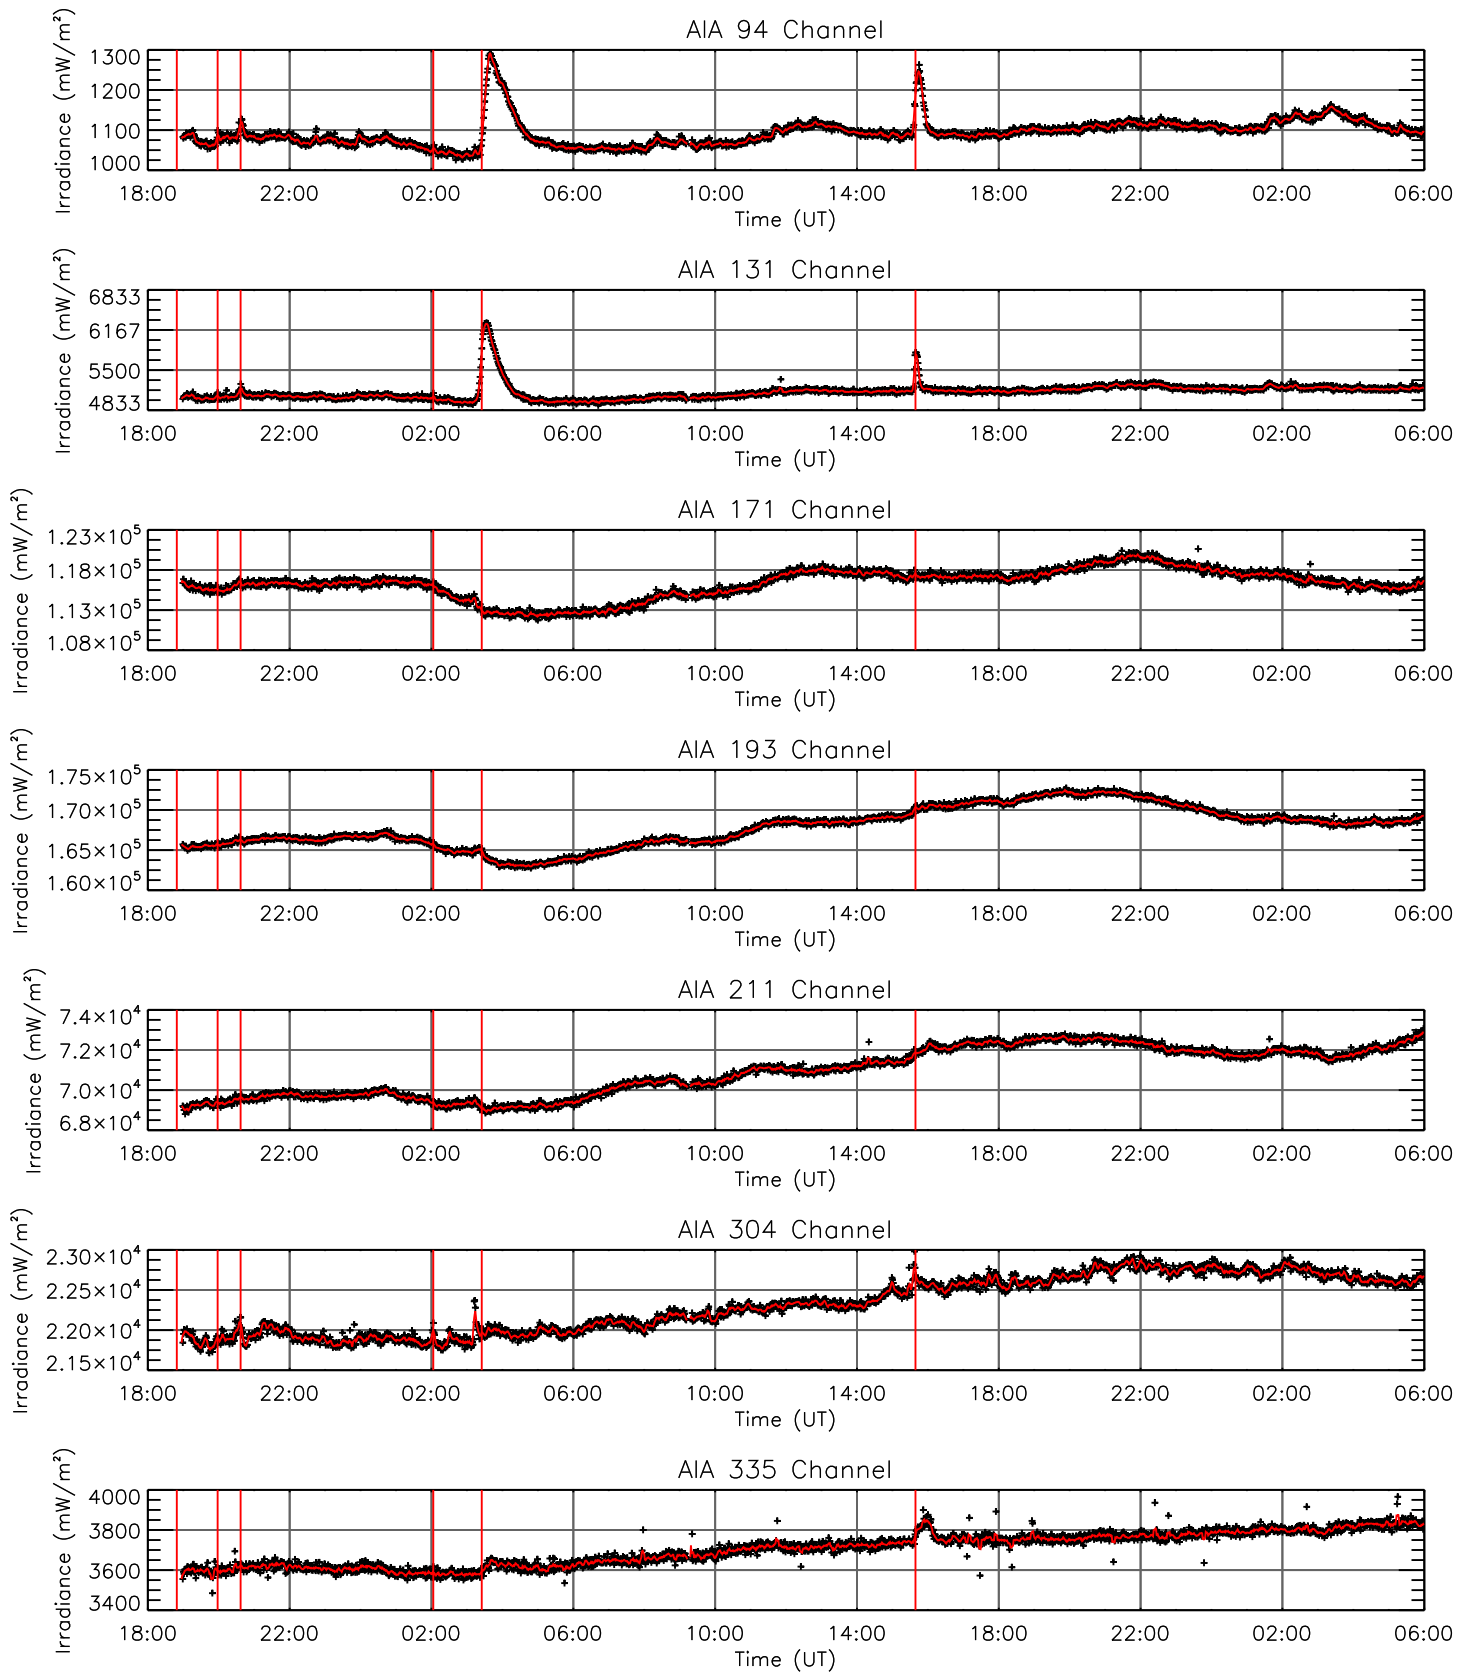 AIA 94 Channel
Irradiance (mW/m²)
1300
1200
1100
1000
18:00 22:00 02:00 06:00 10:00 14:00 18:00 22:00 02:00 06:00
Time (UT)
AIA 131 Channel
Irradiance (mW/m²)
6833
6167
5500
4833
18:00 22:00 02:00 06:00 10:00 14:00 18:00 22:00 02:00 06:00
Time (UT)
AIA 171 Channel
Irradiance (mW/m²)
1.23×10⁵
1.18×10⁵
1.13×10⁵
1.08×10⁵
18:00 22:00 02:00 06:00 10:00 14:00 18:00 22:00 02:00 06:00
Time (UT)
AIA 193 Channel
Irradiance (mW/m²)
1.75×10⁵
1.70×10⁵
1.65×10⁵
1.60×10⁵
18:00 22:00 02:00 06:00 10:00 14:00 18:00 22:00 02:00 06:00
Time (UT)
AIA 211 Channel
Irradiance (mW/m²)
7.4×10⁴
7.2×10⁴
7.0×10⁴
6.8×10⁴
18:00 22:00 02:00 06:00 10:00 14:00 18:00 22:00 02:00 06:00
Time (UT)
AIA 304 Channel
Irradiance (mW/m²)
2.30×10⁴
2.25×10⁴
2.20×10⁴
2.15×10⁴
18:00 22:00 02:00 06:00 10:00 14:00 18:00 22:00 02:00 06:00
Time (UT)
AIA 335 Channel
Irradiance (mW/m²)
4000
3800
3600
3400
18:00 22:00 02:00 06:00 10:00 14:00 18:00 22:00 02:00 06:00
Time (UT)